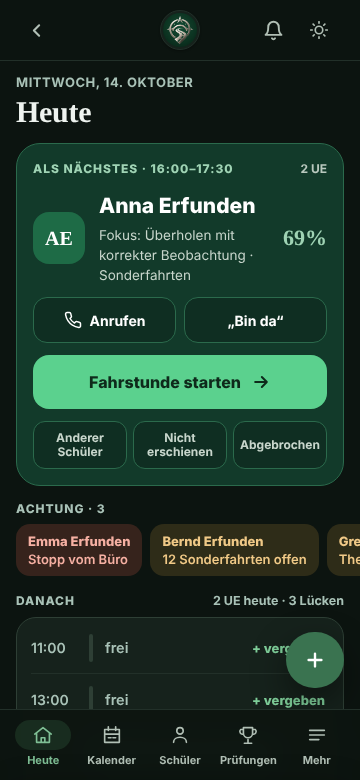 MITTWOCH, 14. OKTOBER
Heute
ALS NÄCHSTES · 16:00–17:30 2 UE
Anna Erfunden
AE
Fokus: Überholen mit
korrekter Beobachtung ·
Sonderfahrten
69%
Anrufen
„Bin da“
Fahrstunde starten →
Anderer
Schüler
Nicht
erschienen
Abgebrochen
ACHTUNG · 3
Emma Erfunden
Stopp vom Büro
Bernd Erfunden
12 Sonderfahrten offen
Gre
The
DANACH 2 UE heute · 3 Lücken
11:00 frei + verg
13:00 frei + vergeben
Heute Kalender Schüler Prüfungen Mehr